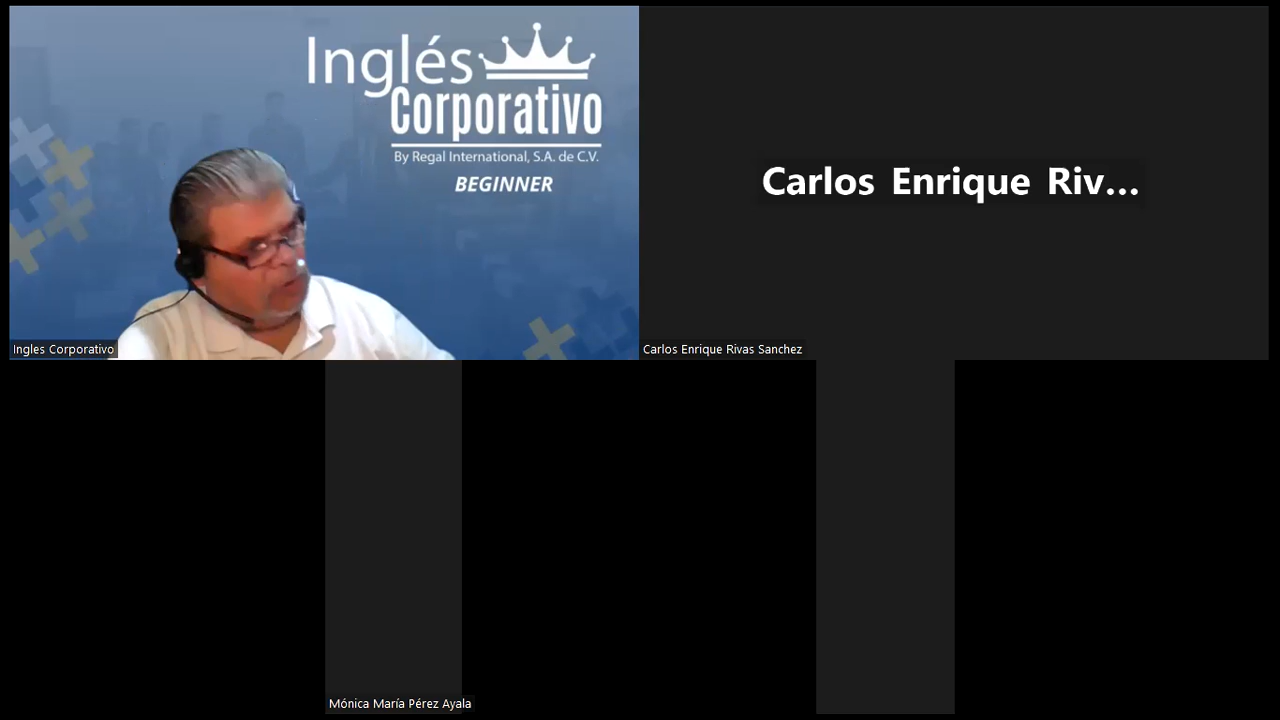 Inglés
Corporativo
By Regal International, S.A. de C.V.
BEGINNER
Ingles Corporativo
Carlos Enrique Riv...
Carlos Enrique Rivas Sanchez
Mónica María Pérez Ayala